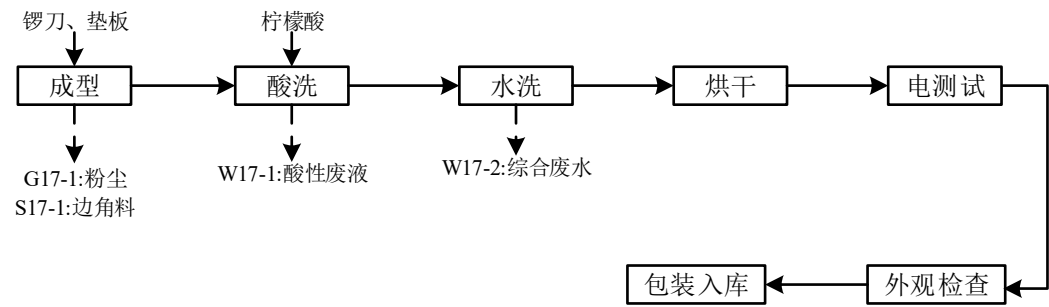 锣刀、垫板
柠檬酸
成型
酸洗
水洗
烘干
电测试
G17-1:粉尘
S17-1:边角料
W17-1:酸性废液
W17-2:综合废水
包装入库
外观检查